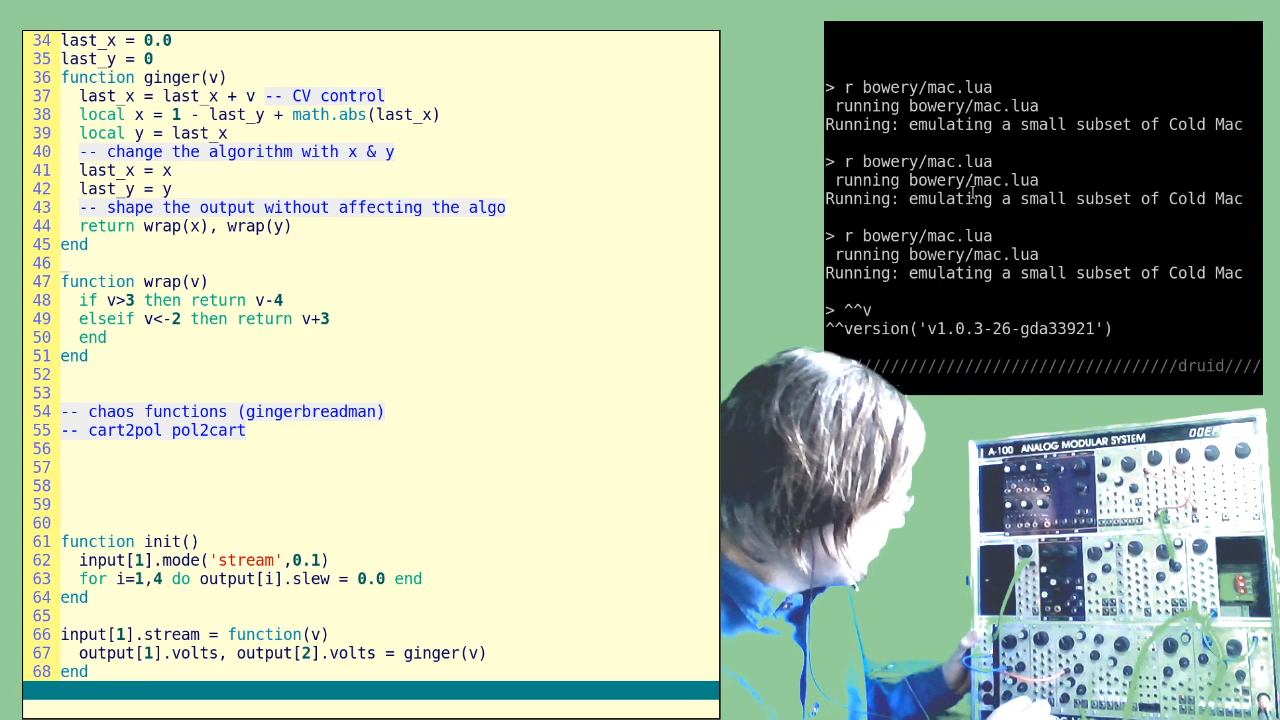 34 last_x = 0.0
35 last_y = 0
36 function ginger(v)
37   last_x = last_x + v -- CV control
38   local x = 1 - last_y + math.abs(last_x)
39   local y = last_x
40   -- change the algorithm with x & y
41   last_x = x
42   last_y = y
43   -- shape the output without affecting the algo
44   return wrap(x), wrap(y)
45 end
46
47 function wrap(v)
48   if v>3 then return v-4
49   elseif v<-2 then return v+3
50   end
51 end
52
53
54 -- chaos functions (gingerbreadman)
55 -- cart2pol pol2cart
56
57
58
59
60
61 function init()
62   input[1].mode('stream',0.1)
63   for i=1,4 do output[i].slew = 0.0 end
64 end
65
66 input[1].stream = function(v)
67   output[1].volts, output[2].volts = ginger(v)
68 end
> r bowery/mac.lua
 running bowery/mac.lua
Running: emulating a small subset of Cold Mac
> r bowery/mac.lua
 running bowery/mac.lua
Running: emulating a small subset of Cold Mac
> r bowery/mac.lua
 running bowery/mac.lua
Running: emulating a small subset of Cold Mac
> ^^v
^^version('v1.0.3-26-gda33921')
//////////////////////////////////druid////
A-100 ANALOG MODULAR SYSTEM